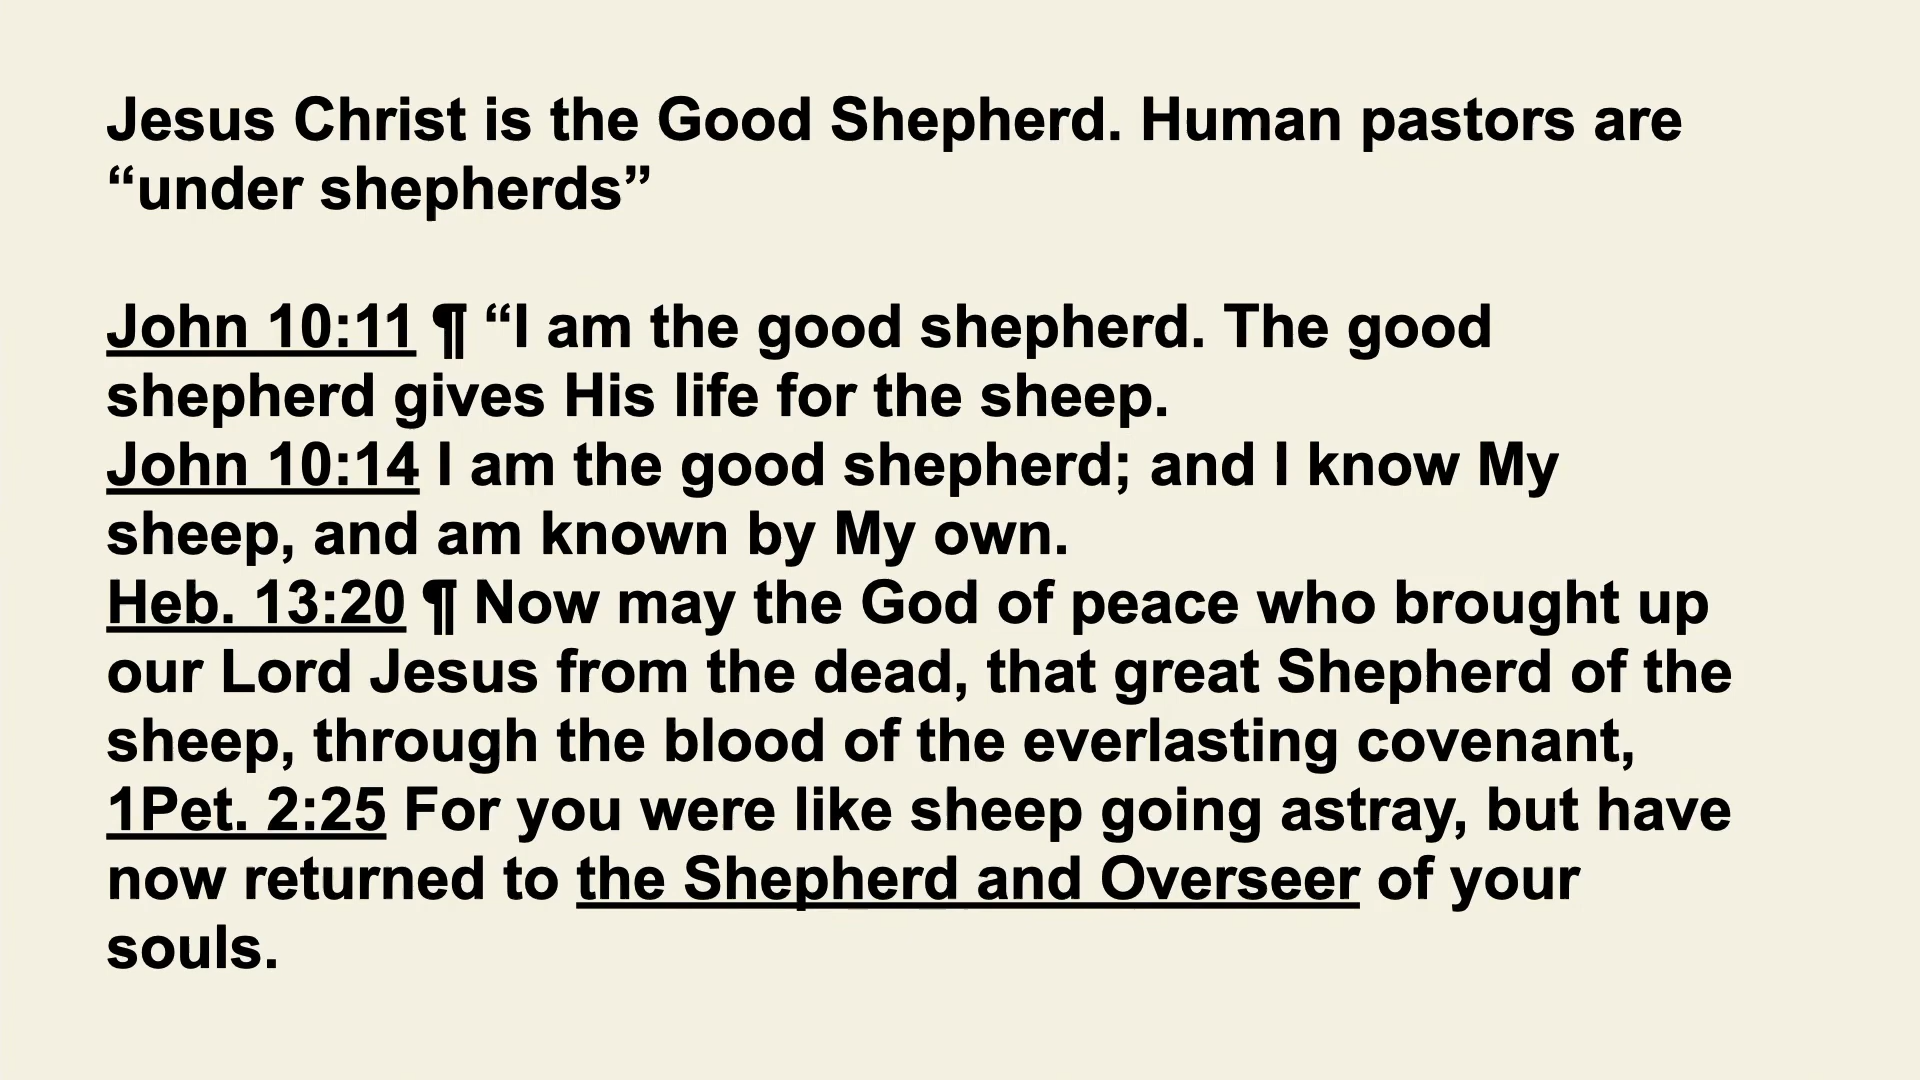 Jesus Christ is the Good Shepherd. Human pastors are
“under shepherds”
John 10:11 ¶ “I am the good shepherd. The good
shepherd gives His life for the sheep.
John 10:14 I am the good shepherd; and I know My
sheep, and am known by My own.
Heb. 13:20 ¶ Now may the God of peace who brought up
our Lord Jesus from the dead, that great Shepherd of the
sheep, through the blood of the everlasting covenant,
1Pet. 2:25 For you were like sheep going astray, but have
now returned to the Shepherd and Overseer of your
souls.